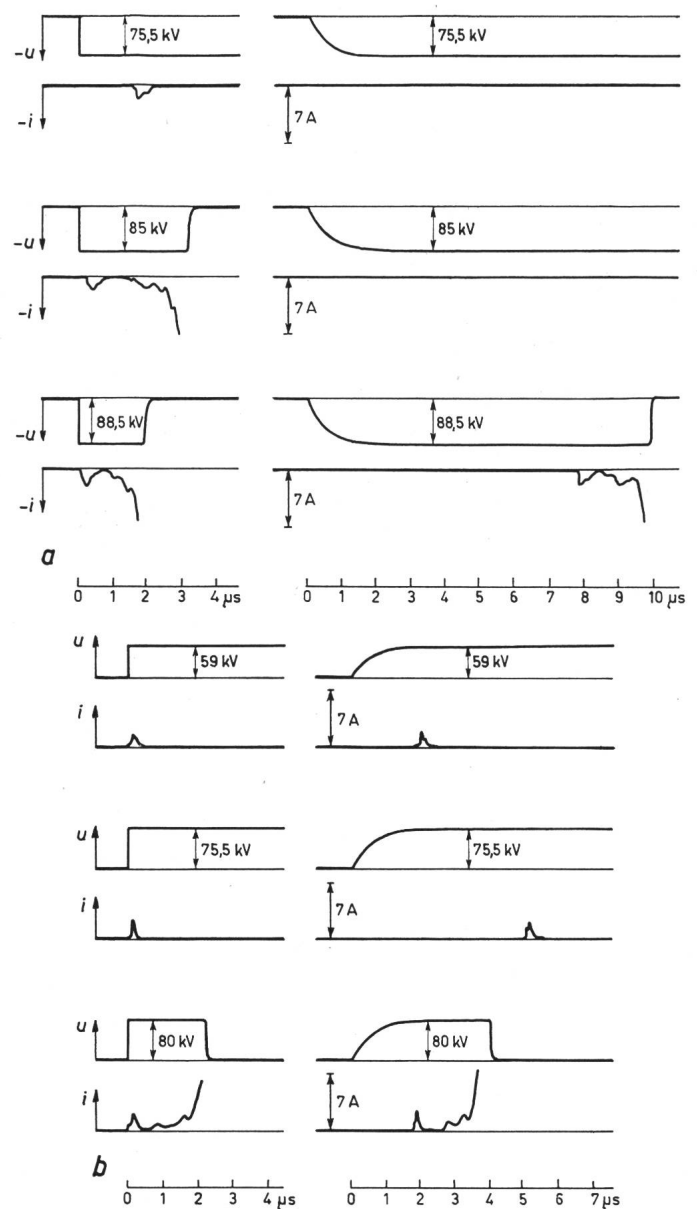 -u 75,5 kV 75,5 kV
-i 7 A
-u 85 kV 85 kV
-i 7 A
-u 88,5 kV 88,5 kV
-i 7 A
a
0 1 2 3 4 µs 0 1 2 3 4 5 6 7 8 9 10 µs
u 59 kV 59 kV
i 7 A
u 75,5 kV 75,5 kV
i 7 A
u 80 kV 80 kV
i 7 A
b
0 1 2 3 4 µs 0 1 2 3 4 5 6 7 µs